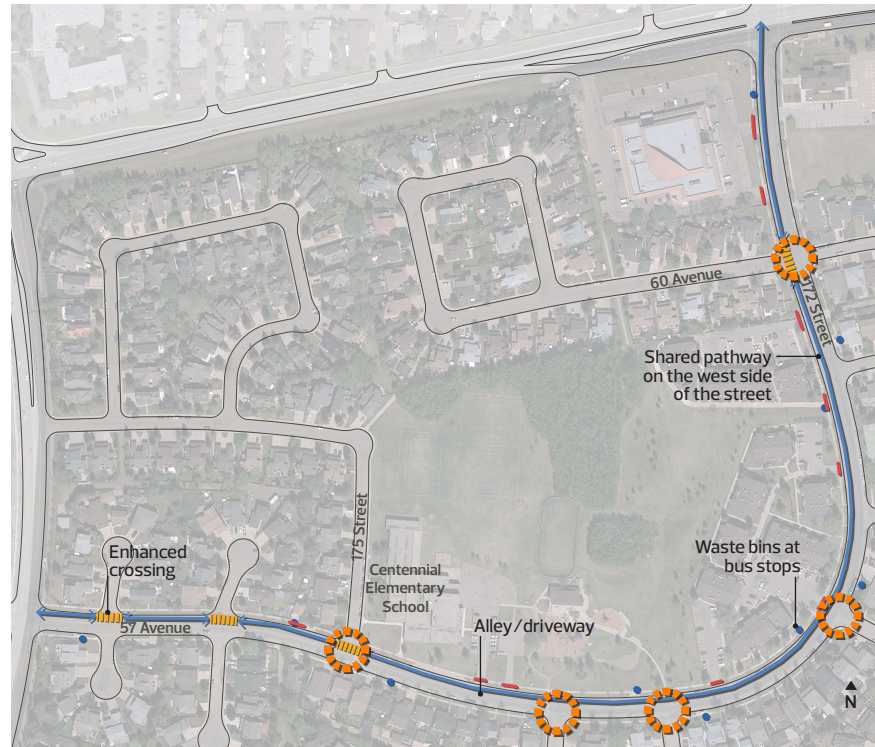 60 Avenue
172 Street
Shared pathway
on the west side
of the street
175 Street
Enhanced
crossing
Centennial
Elementary
School
Waste bins at
bus stops
57 Avenue
Alley/driveway
N